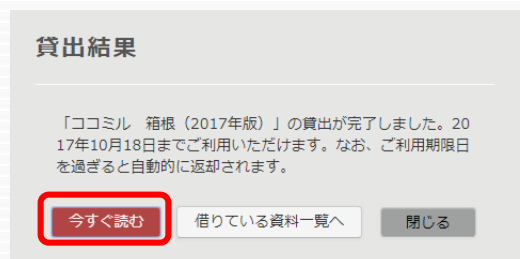 貸出結果
「ココミル　箱根（2017年版）」の貸出が完了しました。20
17年10月18日までご利用いただけます。なお、ご利用期限日
を過ぎると自動的に返却されます。
今すぐ読む　借りている資料一覧へ　閉じる